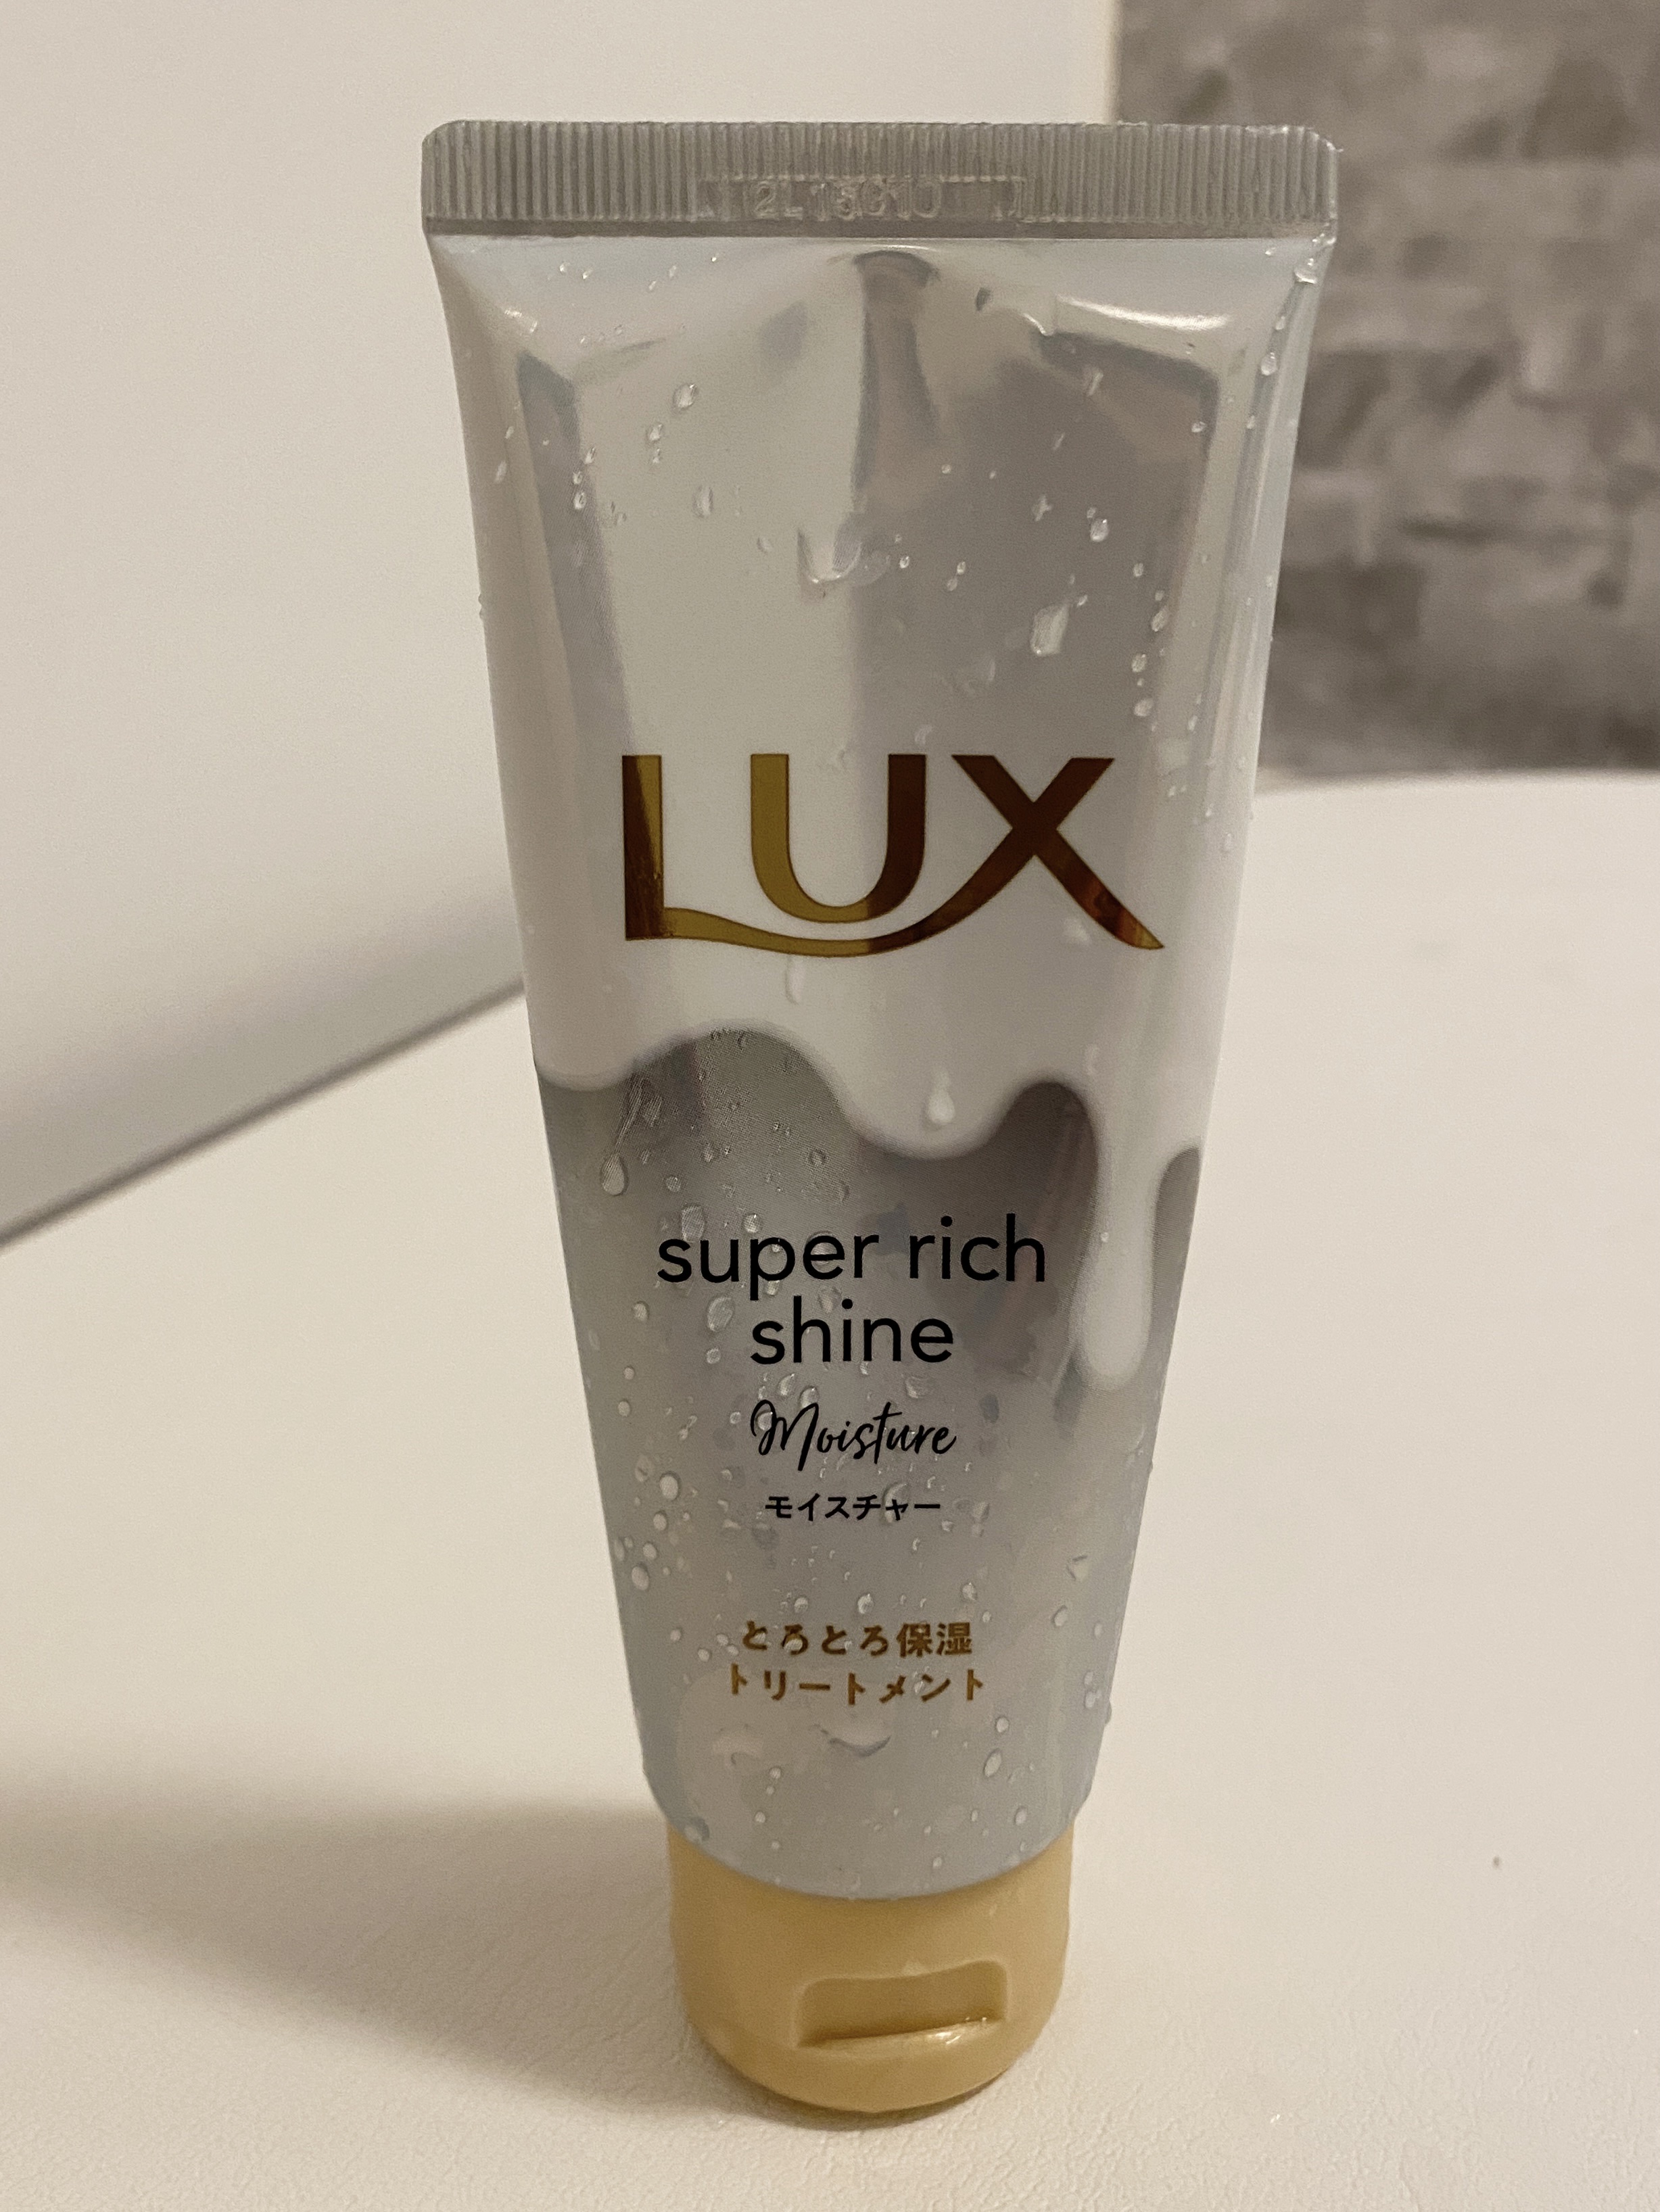 LUX
super rich
shine
Moisture
モイスチャー
とろとろ保湿
トリートメント